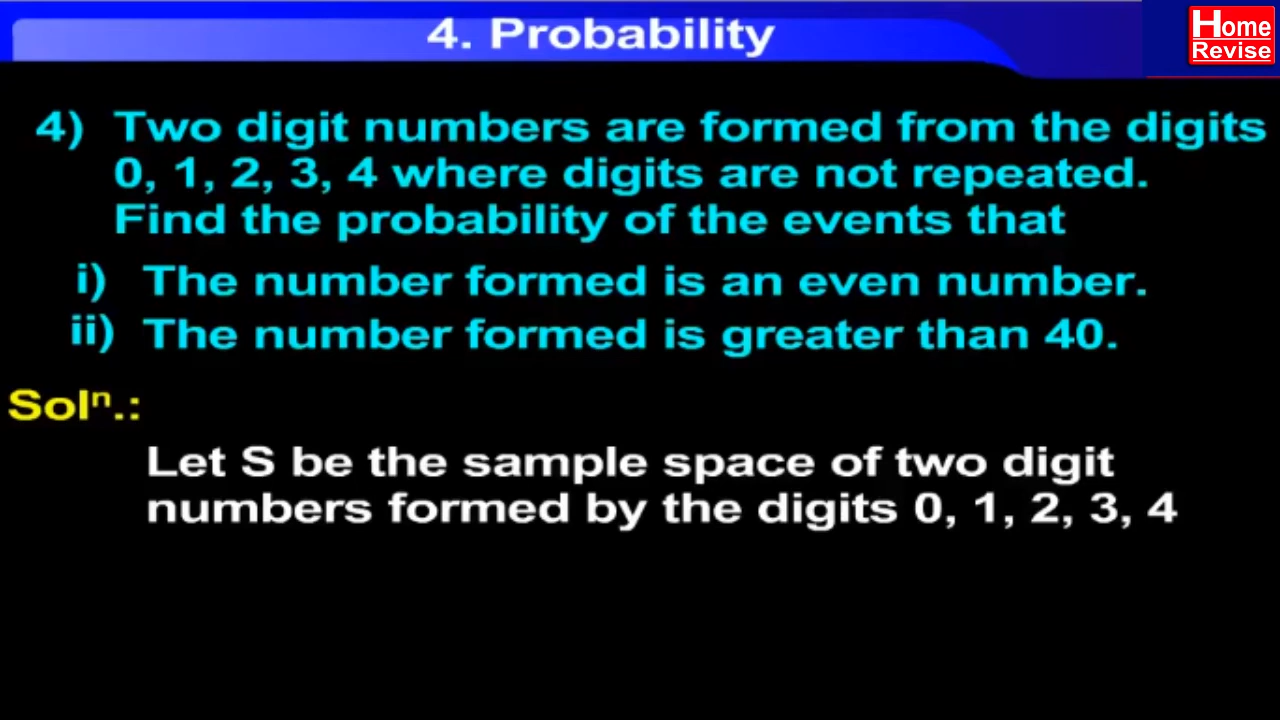 4. Probability
Home
Revise
4) Two digit numbers are formed from the digits
0, 1, 2, 3, 4 where digits are not repeated.
Find the probability of the events that
i) The number formed is an even number.
ii) The number formed is greater than 40.
Solⁿ.:
Let S be the sample space of two digit
numbers formed by the digits 0, 1, 2, 3, 4